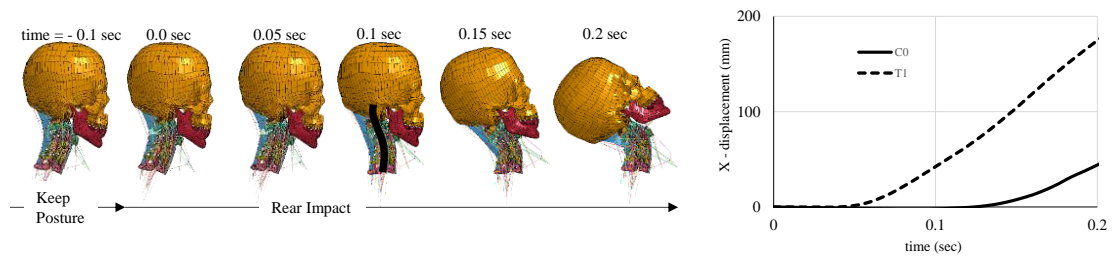 time = - 0.1 sec 0.0 sec 0.05 sec 0.1 sec 0.15 sec 0.2 sec
Keep
Posture
Rear Impact
200
100
0
X - displacement (mm)
C0
T1
0 0.1 0.2
time (sec)